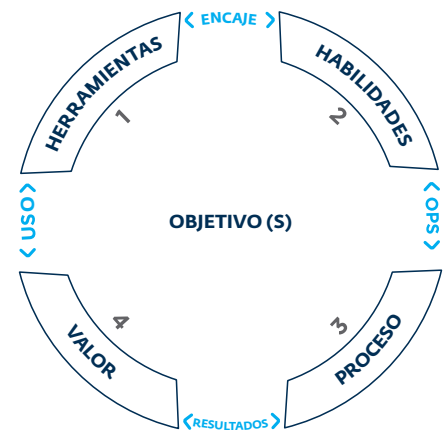 < ENCAJE >
HERRAMIENTAS
1
HABILIDADES
2
< USO >
OBJETIVO (S)
< OPS >
VALOR
4
PROCESO
3
< RESULTADOS >